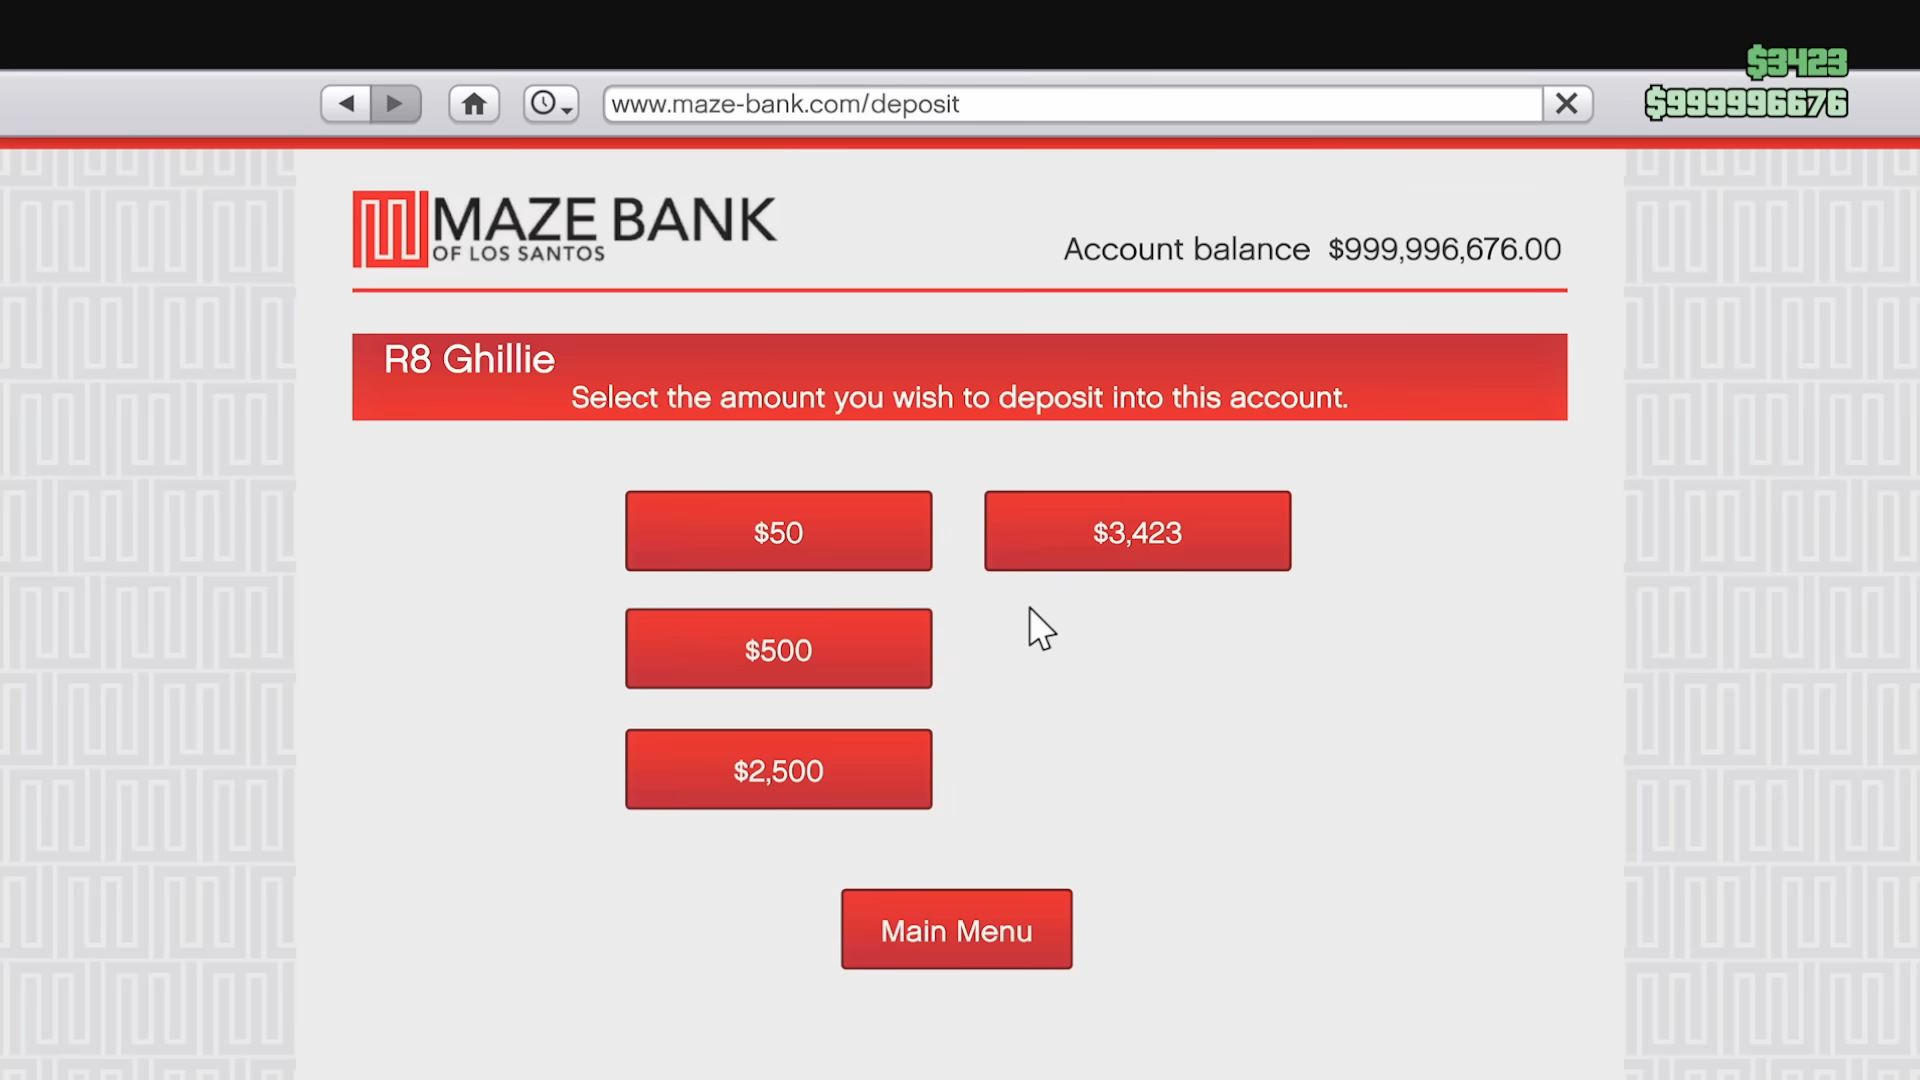 $3423
www.maze-bank.com/deposit
$999996676
MAZE BANK
OF LOS SANTOS
Account balance $999,996,676.00
R8 Ghillie
Select the amount you wish to deposit into this account.
$50
$3,423
$500
$2,500
Main Menu